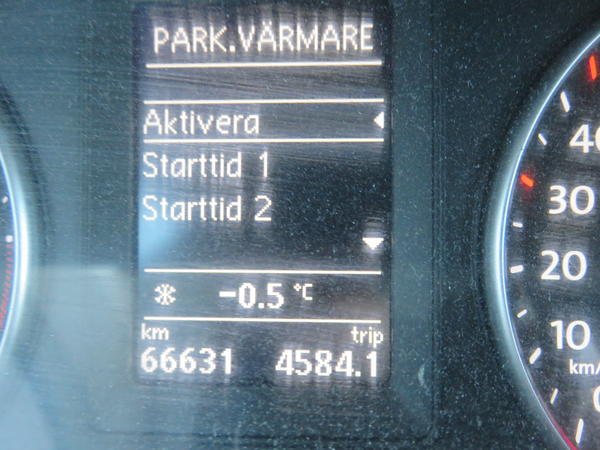 PARK.VÄRMARE
Aktivera
Starttid 1
Starttid 2
-0.5 °C
km trip
66631 4584.1
40
30
20
10
km/
0